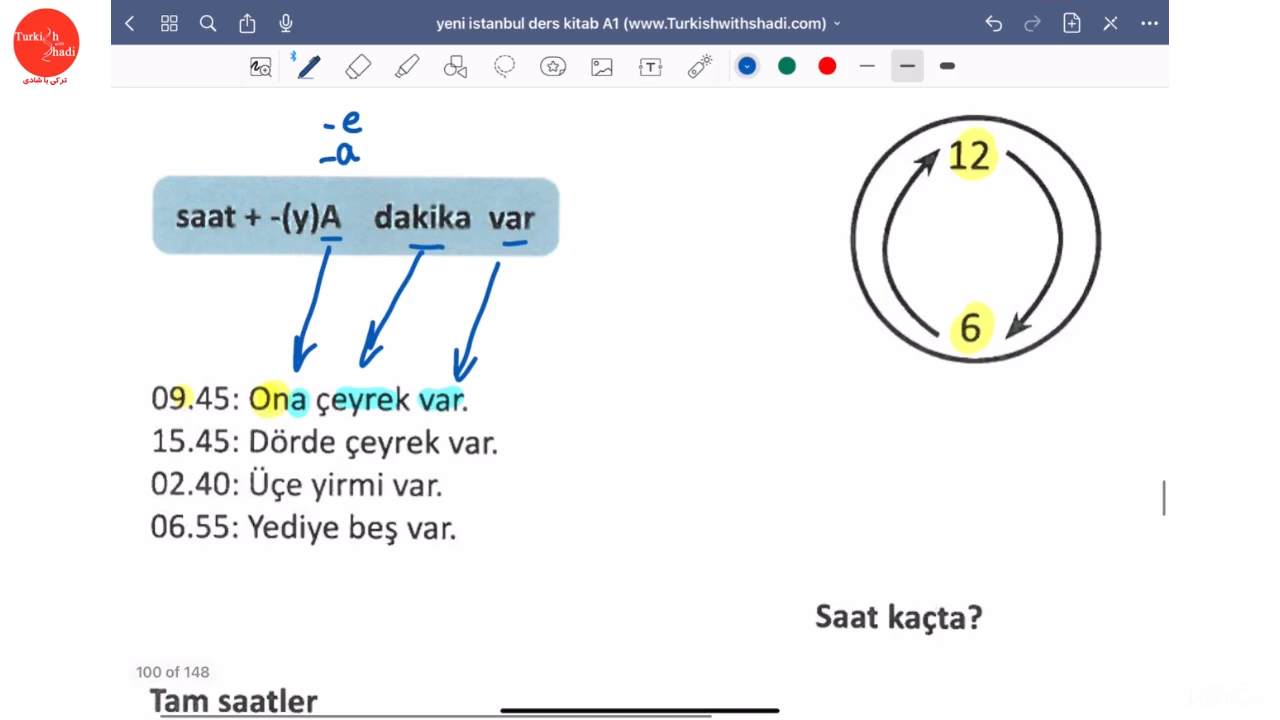 Turkish
with
Shadi
ترکی با شادی
yeni istanbul ders kitab A1 (www.Turkishwithshadi.com)
T
-e
-a
saat + -(y)A dakika var
12
6
09.45: Ona çeyrek var.
15.45: Dörde çeyrek var.
02.40: Üçe yirmi var.
06.55: Yediye beş var.
Saat kaçta?
100 of 148
Tam saatler